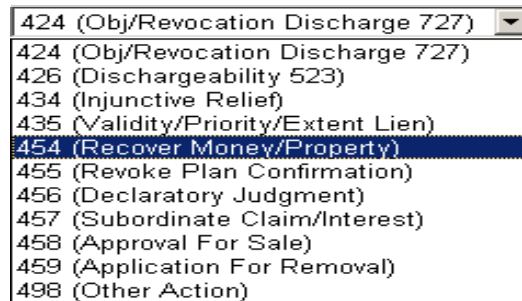 424 (Obj/Revocation Discharge 727)
424 (Obj/Revocation Discharge 727)
426 (Dischargeability 523)
434 (Injunctive Relief)
435 (Validity/Priority/Extent Lien)
454 (Recover Money/Property)
455 (Revoke Plan Confirmation)
456 (Declaratory Judgment)
457 (Subordinate Claim/Interest)
458 (Approval For Sale)
459 (Application For Removal)
498 (Other Action)